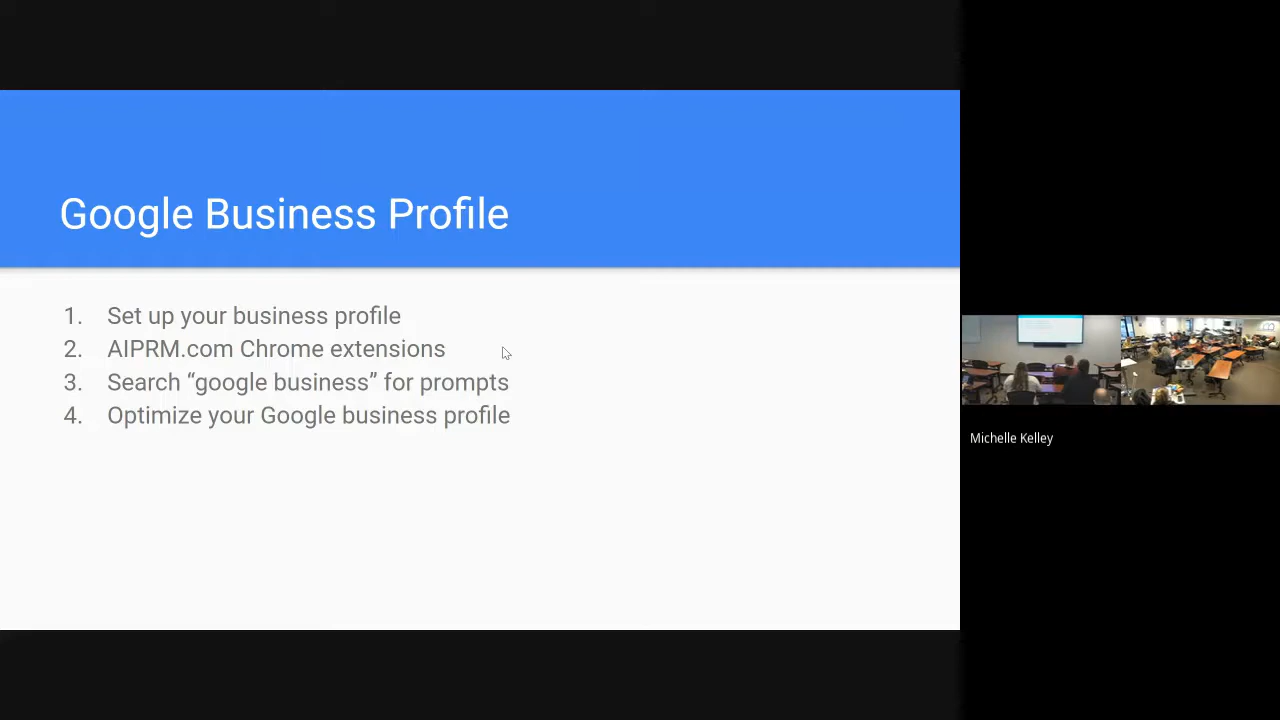 Google Business Profile
1. Set up your business profile
2. AIPRM.com Chrome extensions
3. Search “google business” for prompts
4. Optimize your Google business profile
Michelle Kelley